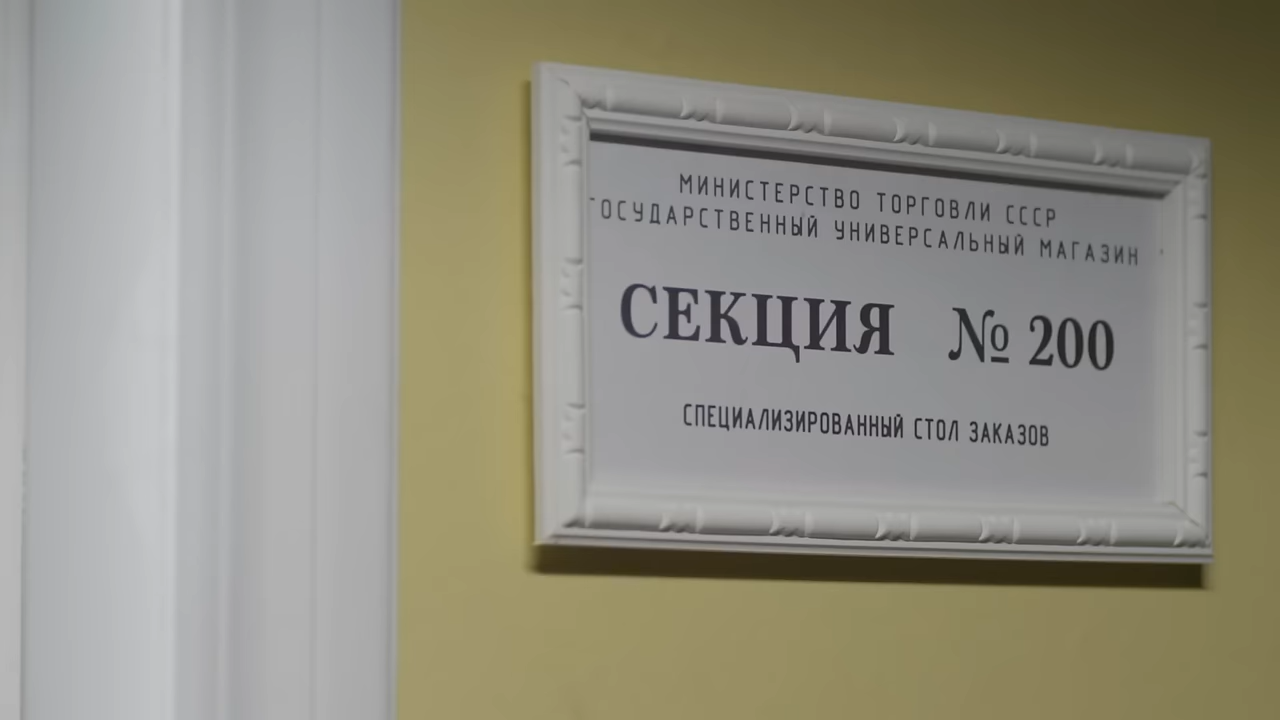 МИНИСТЕРСТВО ТОРГОВЛИ СССР
ГОСУДАРСТВЕННЫЙ УНИВЕРСАЛЬНЫЙ МАГАЗИН
СЕКЦИЯ № 200
СПЕЦИАЛИЗИРОВАННЫЙ СТОЛ ЗАКАЗОВ